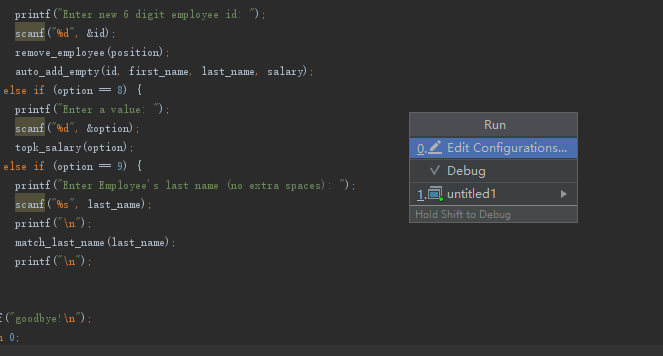 printf("Enter new 6 digit employee id: ");
scanf("%d", &id);
remove_employee(position);
auto_add_empty(id, first_name, last_name, salary);
else if (option == 8) {
printf("Enter a value: ");
scanf("%d", &option);
topk_salary(option);
else if (option == 9) {
printf("Enter Employee's last name (no extra spaces): ");
scanf("%s", last_name);
printf("\n");
match_last_name(last_name);
printf("\n");
f("goodbye!\n");
n 0;
Run
0. Edit Configurations...
Debug
1. untitled1
Hold Shift to Debug